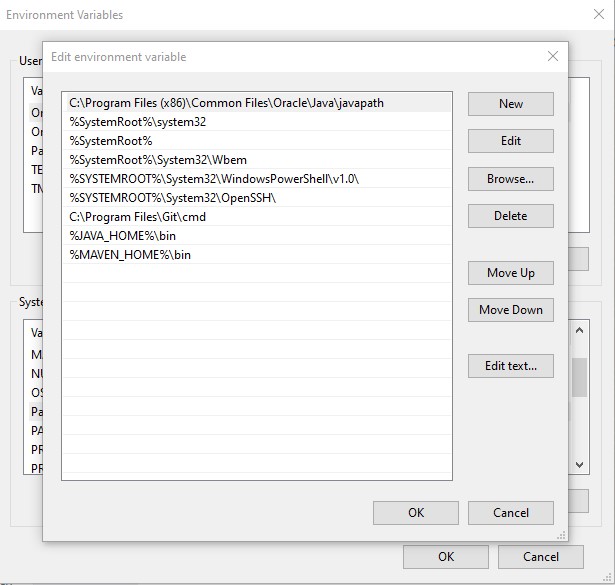 Environment Variables
Edit environment variable
User
Va
C:\Program Files (x86)\Common Files\Oracle\Java\javapath
New
Or
%SystemRoot%\system32
Or
%SystemRoot%
Edit
Pa
%SystemRoot%\System32\Wbem
TE
%SYSTEMROOT%\System32\WindowsPowerShell\v1.0\
Browse...
TN
%SYSTEMROOT%\System32\OpenSSH\
C:\Program Files\Git\cmd
Delete
%JAVA_HOME%\bin
%MAVEN_HOME%\bin
Move Up
Syste
Move Down
Va
M
NU
Edit text...
OS
Pa
PA
PR
PR
OK
Cancel
OK
Cancel